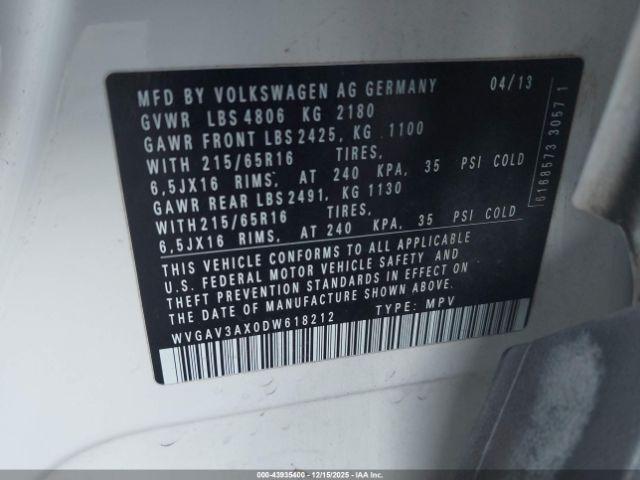 MFD BY VOLKSWAGEN AG GERMANY 04/13
GVWR LBS 4806 KG 2180
GAWR FRONT LBS 2425, KG 1100
WITH 215/65R16 TIRES,
6,5JX16 RIMS, AT 240 KPA, 35 PSI COLD
GAWR REAR LBS 2491, KG 1130
WITH 215/65R16 TIRES,
6,5JX16 RIMS, AT 240 KPA, 35 PSI COLD
THIS VEHICLE CONFORMS TO ALL APPLICABLE
U.S. FEDERAL MOTOR VEHICLE SAFETY AND
THEFT PREVENTION STANDARDS IN EFFECT ON
THE DATE OF MANUFACTURE SHOWN ABOVE.
WVGAV3AX0DW618212 TYPE: MPV
6168573 3057 1
000-43935400 - 12/15/2025 - IAA Holdings, LLC.